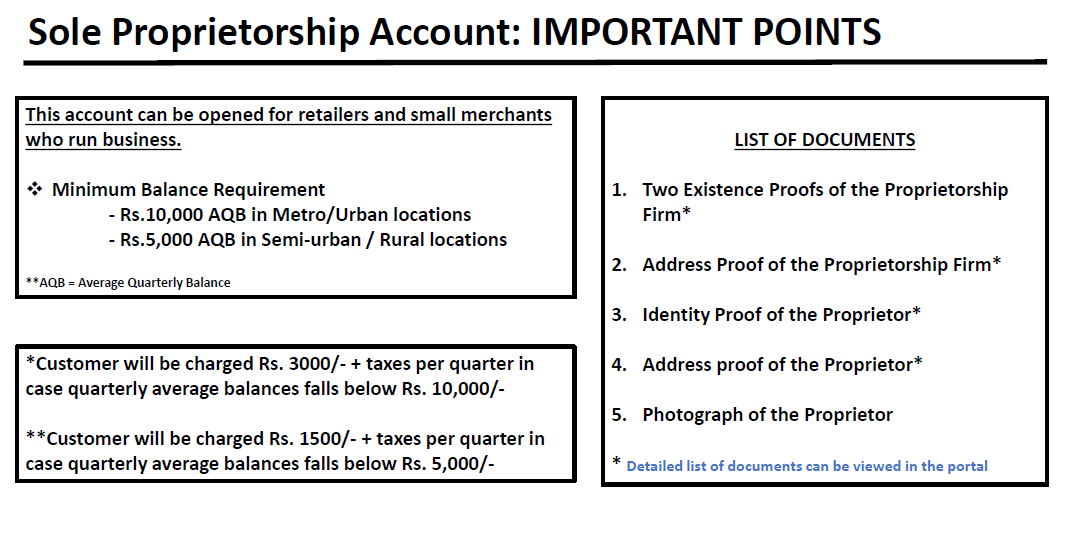 Sole Proprietorship Account: IMPORTANT POINTS
This account can be opened for retailers and small merchants
who run business.
❖ Minimum Balance Requirement
- Rs.10,000 AQB in Metro/Urban locations
- Rs.5,000 AQB in Semi-urban / Rural locations
**AQB = Average Quarterly Balance
*Customer will be charged Rs. 3000/- + taxes per quarter in
case quarterly average balances falls below Rs. 10,000/-
**Customer will be charged Rs. 1500/- + taxes per quarter in
case quarterly average balances falls below Rs. 5,000/-
LIST OF DOCUMENTS
1. Two Existence Proofs of the Proprietorship
Firm*
2. Address Proof of the Proprietorship Firm*
3. Identity Proof of the Proprietor*
4. Address proof of the Proprietor*
5. Photograph of the Proprietor
* Detailed list of documents can be viewed in the portal